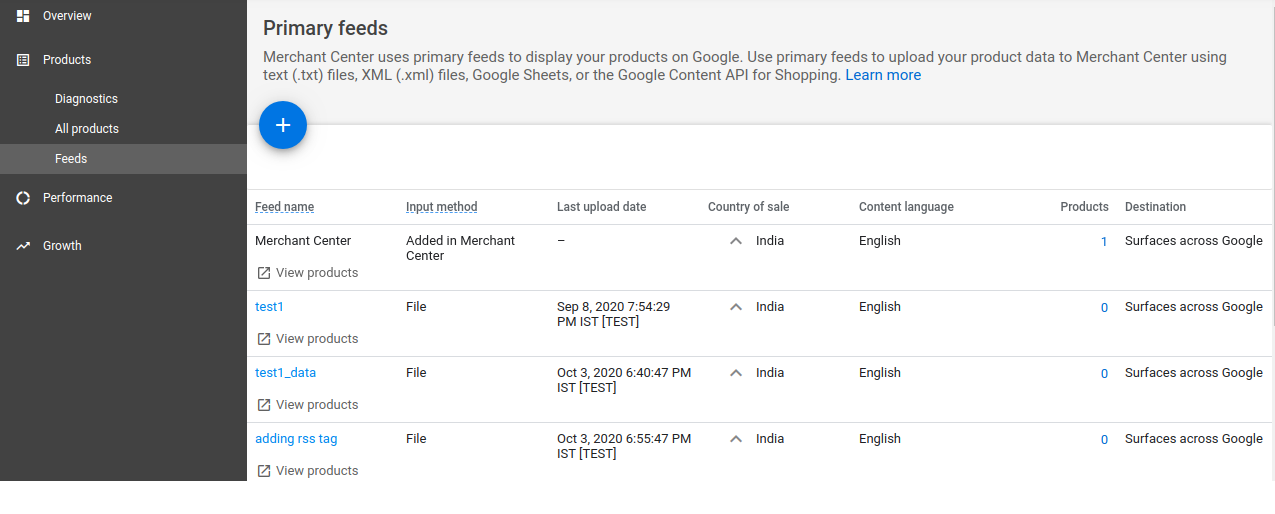 Overview
Products
Diagnostics
All products
Feeds
Performance
Growth
Primary feeds
Merchant Center uses primary feeds to display your products on Google. Use primary feeds to upload your product data to Merchant Center using
text (.txt) files, XML (.xml) files, Google Sheets, or the Google Content API for Shopping. Learn more
Feed name Input method Last upload date Country of sale Content language Products Destination
Merchant Center Added in Merchant – India English 1 Surfaces across Google
Center
View products
test1 File Sep 8, 2020 7:54:29 India English 0 Surfaces across Google
PM IST [TEST]
View products
test1_data File Oct 3, 2020 6:40:47 PM India English 0 Surfaces across Google
IST [TEST]
View products
adding rss tag File Oct 3, 2020 6:55:47 PM India English 0 Surfaces across Google
IST [TEST]
View products